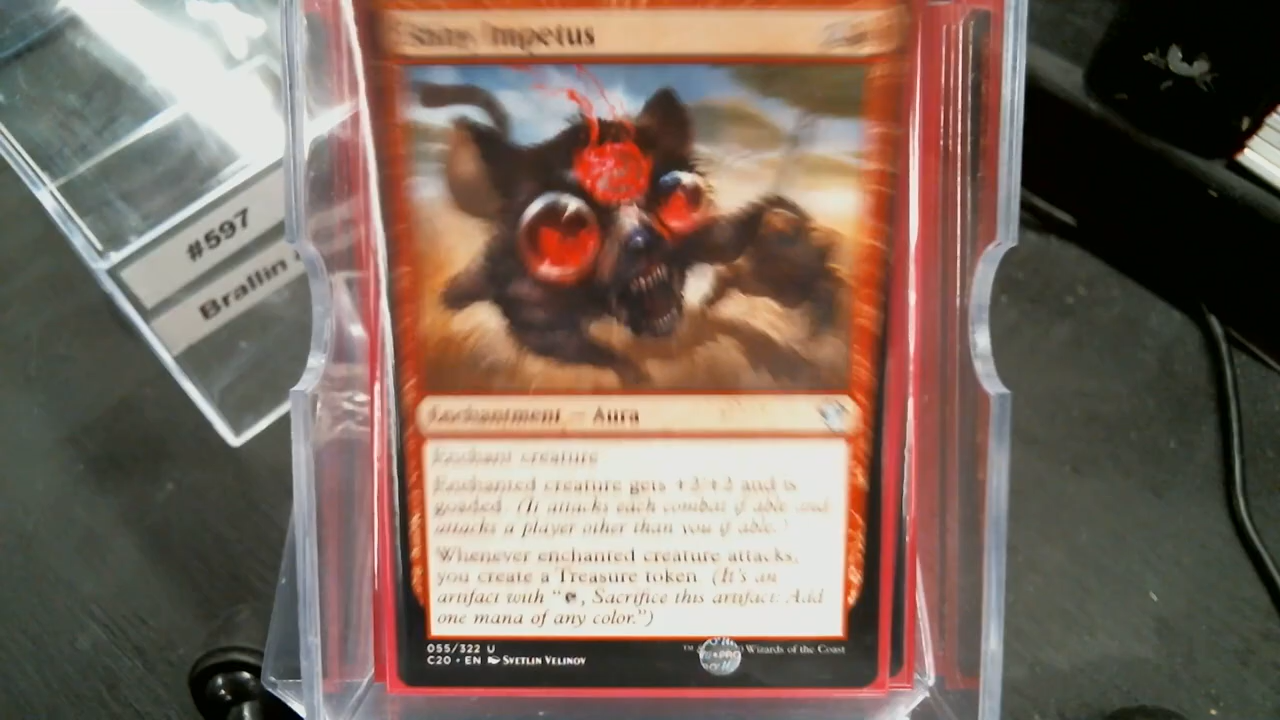 Shiny Impetus
Enchantment – Aura
Enchant creature
Enchanted creature gets +2/+2 and is
goaded. (It attacks each combat if able and
attacks a player other than you if able.)
Whenever enchanted creature attacks,
you create a Treasure token. (It's an
artifact with “, Sacrifice this artifact: Add
one mana of any color.”)
055/322 U
C20 • EN SVETLIN VELINOV
™ Wizards of the Coast
#597
Brallin